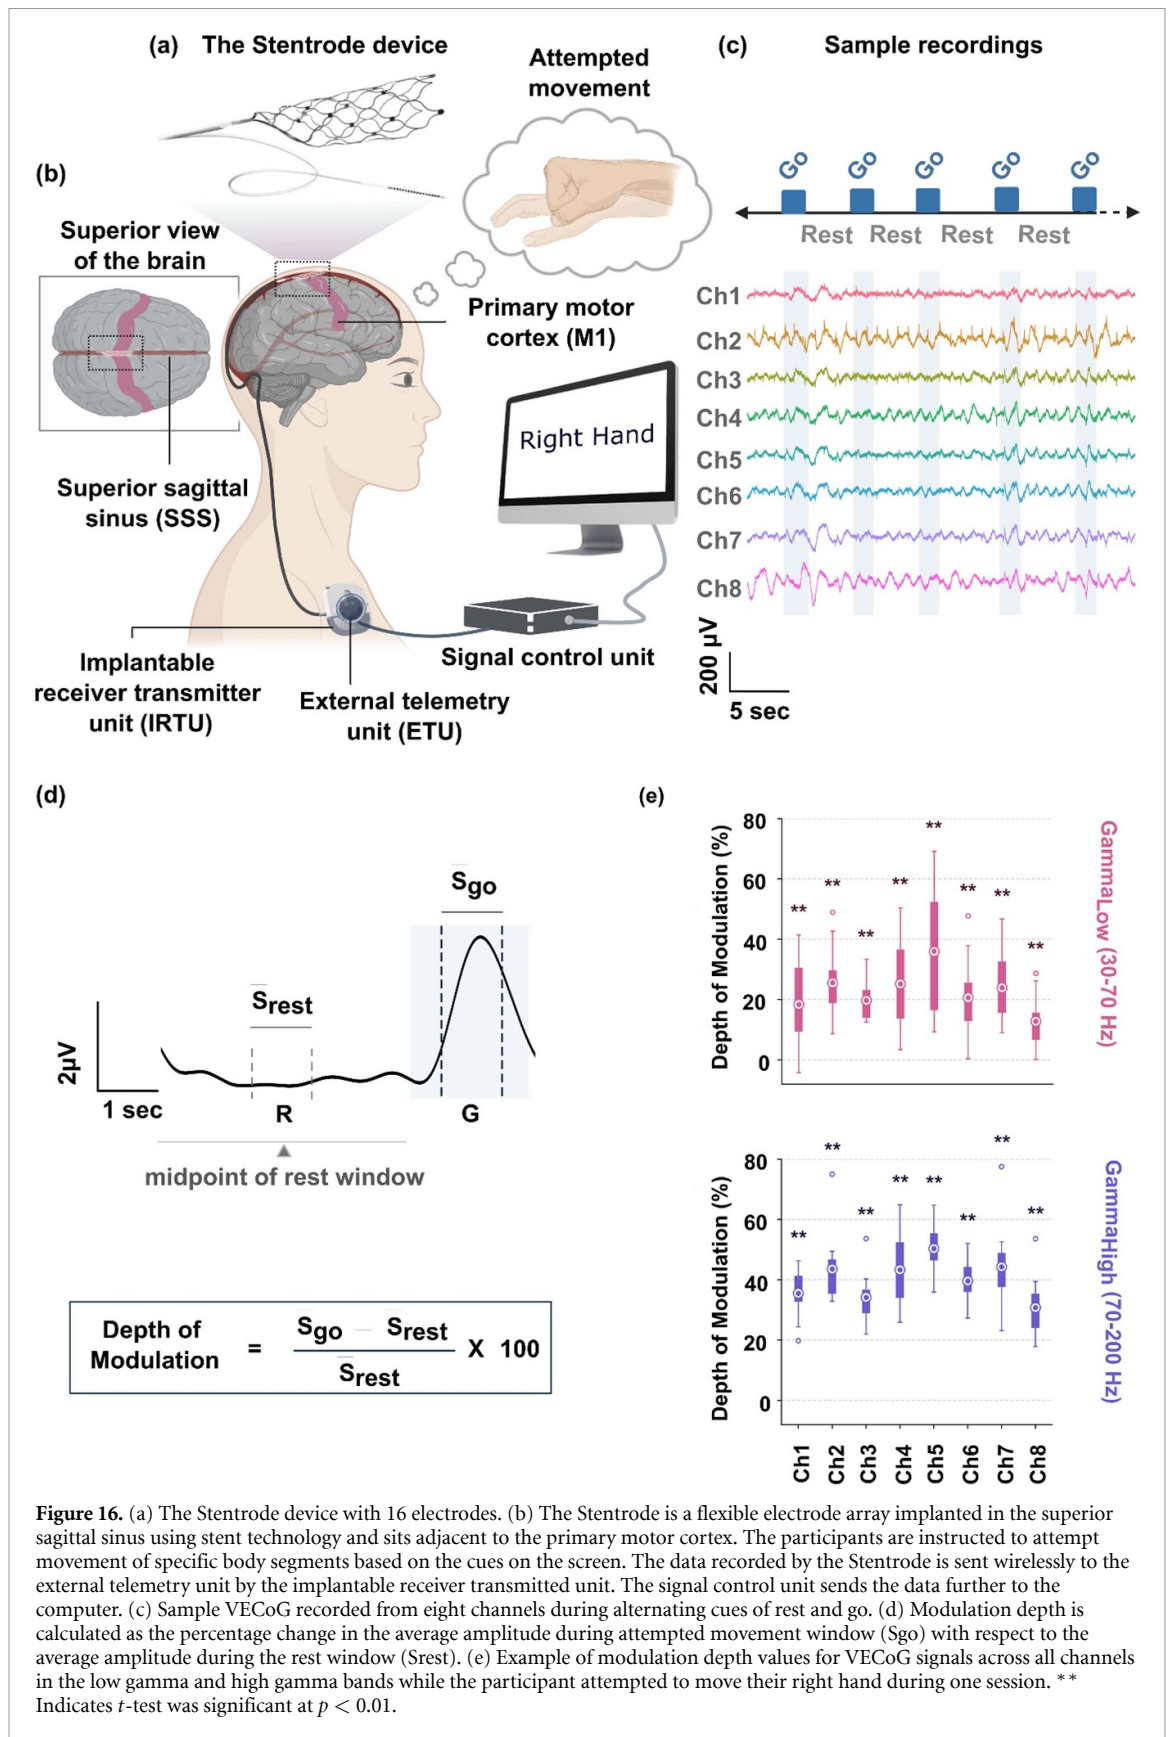 (a) The Stentrode device
Attempted
movement
(b)
Superior view
of the brain
Primary motor
cortex (M1)
Right Hand
Superior sagittal
sinus (SSS)
Implantable
receiver transmitter
unit (IRTU)
External telemetry
unit (ETU)
Signal control unit
(c) Sample recordings
Go Go Go Go Go
Rest Rest Rest Rest
Ch1
Ch2
Ch3
Ch4
Ch5
Ch6
Ch7
Ch8
200 µV
5 sec
(d)
S̅go
S̅rest
2µV
1 sec
R
G
midpoint of rest window
Depth of
Modulation = S̅go – S̅rest / S̅rest X 100
(e)
Depth of Modulation (%)
80
60
40
20
0
** ** ** ** ** ** ** **
GammaLow (30-70 Hz)
Depth of Modulation (%)
80
60
40
20
0
** ** ** ** ** ** ** **
GammaHigh (70-200 Hz)
Ch1 Ch2 Ch3 Ch4 Ch5 Ch6 Ch7 Ch8
Figure 16. (a) The Stentrode device with 16 electrodes. (b) The Stentrode is a flexible electrode array implanted in the superior
sagittal sinus using stent technology and sits adjacent to the primary motor cortex. The participants are instructed to attempt
movement of specific body segments based on the cues on the screen. The data recorded by the Stentrode is sent wirelessly to the
external telemetry unit by the implantable receiver transmitted unit. The signal control unit sends the data further to the
computer. (c) Sample VECoG recorded from eight channels during alternating cues of rest and go. (d) Modulation depth is
calculated as the percentage change in the average amplitude during attempted movement window (Sgo) with respect to the
average amplitude during the rest window (Srest). (e) Example of modulation depth values for VECoG signals across all channels
in the low gamma and high gamma bands while the participant attempted to move their right hand during one session. **
Indicates t-test was significant at p < 0.01.